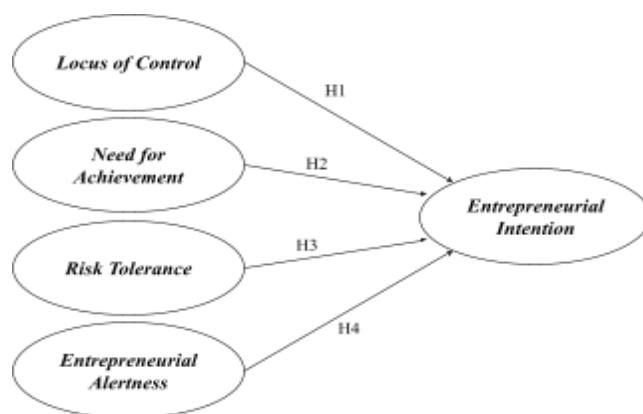 Locus of Control
H1
Need for
Achievement
H2
Entrepreneurial
Intention
Risk Tolerance
H3
H4
Entrepreneurial
Alertness